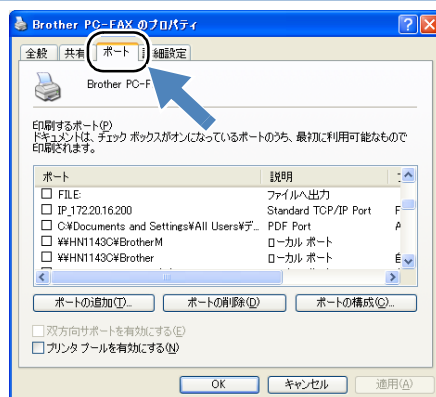 Brother PC-FAX のプロパティ
全般 共有 ポート 詳細設定
Brother PC-F
印刷するポート(P)
ドキュメントは、チェック ボックスがオンになっているポートのうち、最初に利用可能なもので
印刷されます。
ポート 説明
FILE: ファイルへ出力
IP_172.20.16.200 Standard TCP/IP Port F
C:¥Documents and Settings¥All Users¥デ... PDF Port A
¥¥HN1143C¥BrotherM ローカル ポート
¥¥HN1143C¥Brother ローカル ポート
ポートの追加(T)... ポートの削除(D) ポートの構成(C)...
双方向サポートを有効にする(E)
プリンタ プールを有効にする(N)
OK キャンセル 適用(A)